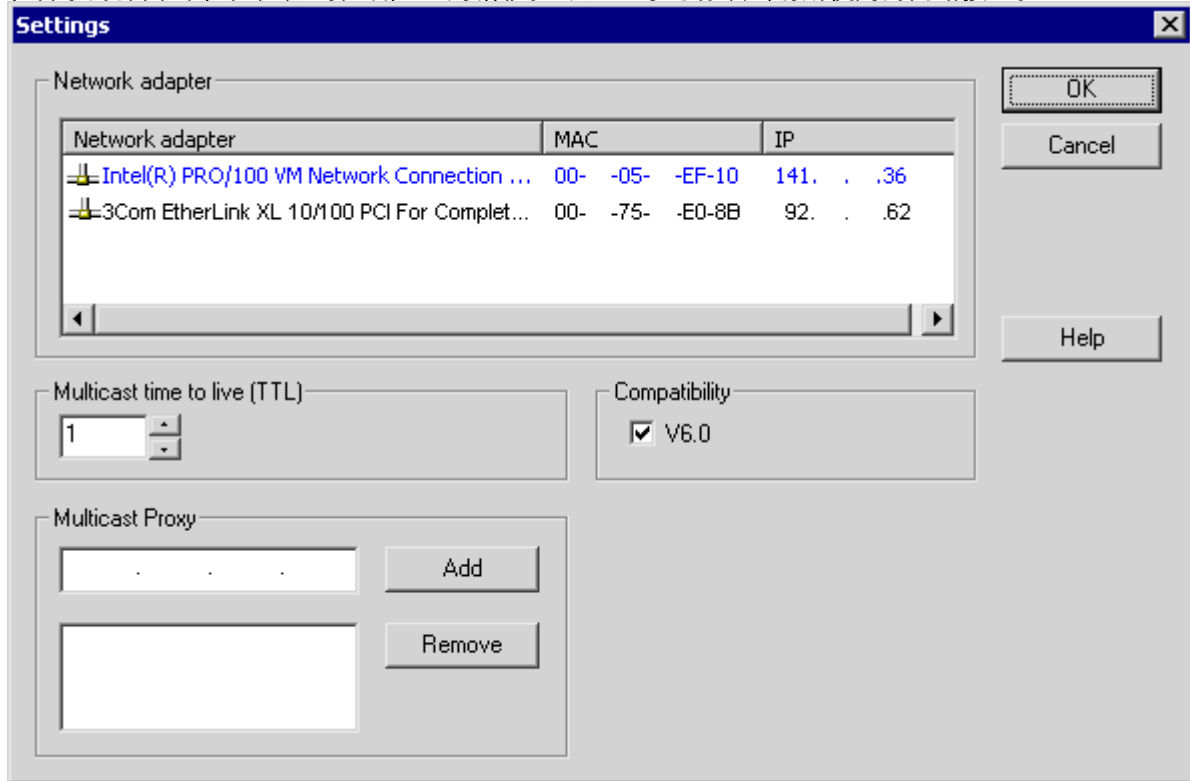 Settings
Network adapter
OK
Network adapter MAC IP
Cancel
Intel(R) PRO/100 VM Network Connection ... 00- -05- -EF-10 141. . .36
3Com EtherLink XL 10/100 PCI For Complet... 00- -75- -E0-8B 92. . .62
Help
Multicast time to live (TTL)
Compatibility
1
V6.0
Multicast Proxy
. . .
Add
Remove